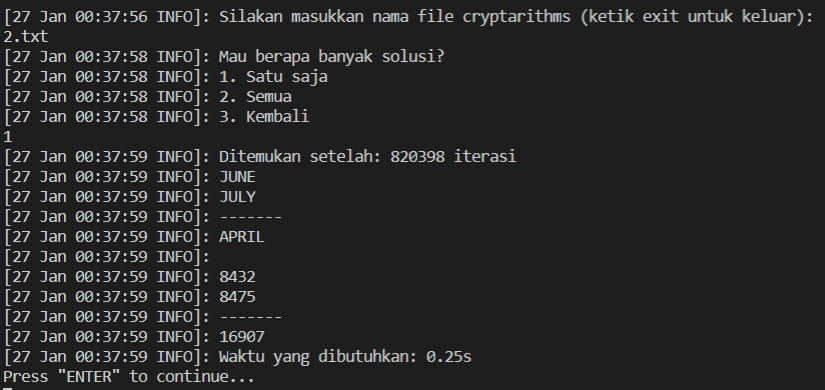 [27 Jan 00:37:56 INFO]: Silakan masukkan nama file cryptarithms (ketik exit untuk keluar):
2.txt
[27 Jan 00:37:58 INFO]: Mau berapa banyak solusi?
[27 Jan 00:37:58 INFO]: 1. Satu saja
[27 Jan 00:37:58 INFO]: 2. Semua
[27 Jan 00:37:58 INFO]: 3. Kembali
1
[27 Jan 00:37:59 INFO]: Ditemukan setelah: 820398 iterasi
[27 Jan 00:37:59 INFO]: JUNE
[27 Jan 00:37:59 INFO]: JULY
[27 Jan 00:37:59 INFO]: -------
[27 Jan 00:37:59 INFO]: APRIL
[27 Jan 00:37:59 INFO]:
[27 Jan 00:37:59 INFO]: 8432
[27 Jan 00:37:59 INFO]: 8475
[27 Jan 00:37:59 INFO]: -------
[27 Jan 00:37:59 INFO]: 16907
[27 Jan 00:37:59 INFO]: Waktu yang dibutuhkan: 0.25s
Press "ENTER" to continue...